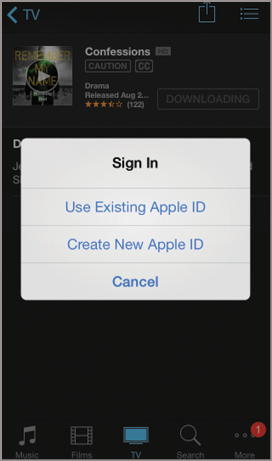 TV
REMEMBER
MY
NAME
Confessions HD
CAUTION CC
Drama
Released Aug 2...
(122)
DOWNLOADING
Sign In
Use Existing Apple ID
Create New Apple ID
Cancel
Music
Films
TV
Search
More
1